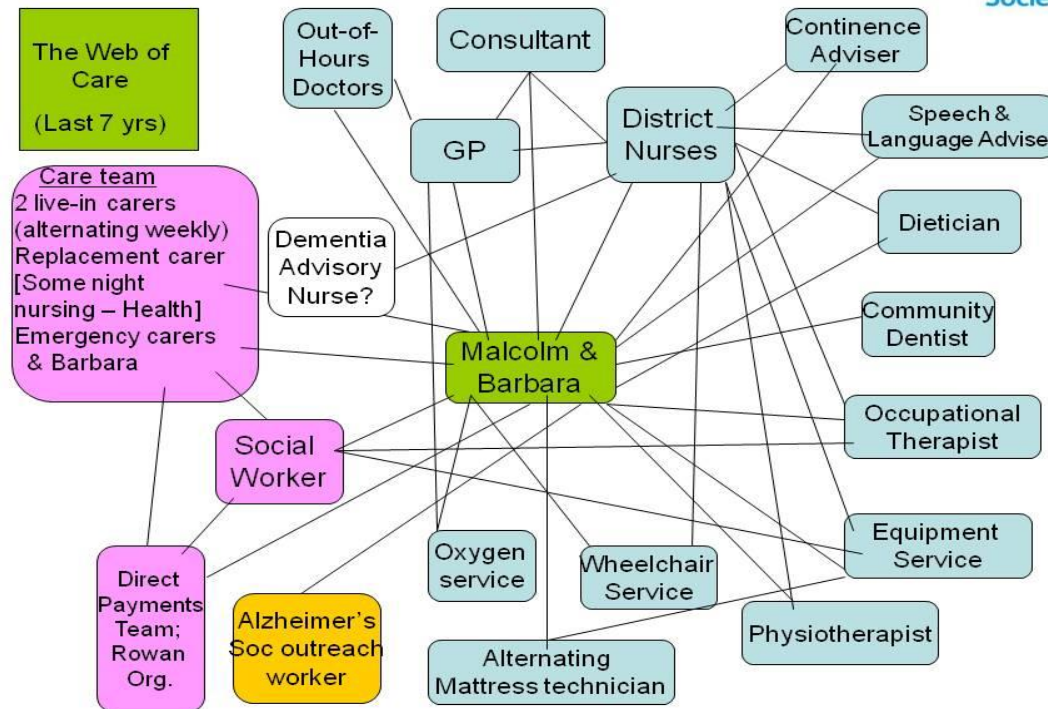 Socie
The Web of
Care
(Last 7 yrs)
Out-of-
Hours
Doctors
Consultant
Continence
Adviser
GP
District
Nurses
Speech &
Language Advise
Care team
2 live-in carers
(alternating weekly)
Replacement carer
[Some night
nursing – Health]
Emergency carers
& Barbara
Dementia
Advisory
Nurse?
Dietician
Community
Dentist
Malcolm &
Barbara
Social
Worker
Occupational
Therapist
Direct
Payments
Team;
Rowan
Org.
Alzheimer's
Soc outreach
worker
Oxygen
service
Wheelchair
Service
Equipment
Service
Alternating
Mattress technician
Physiotherapist